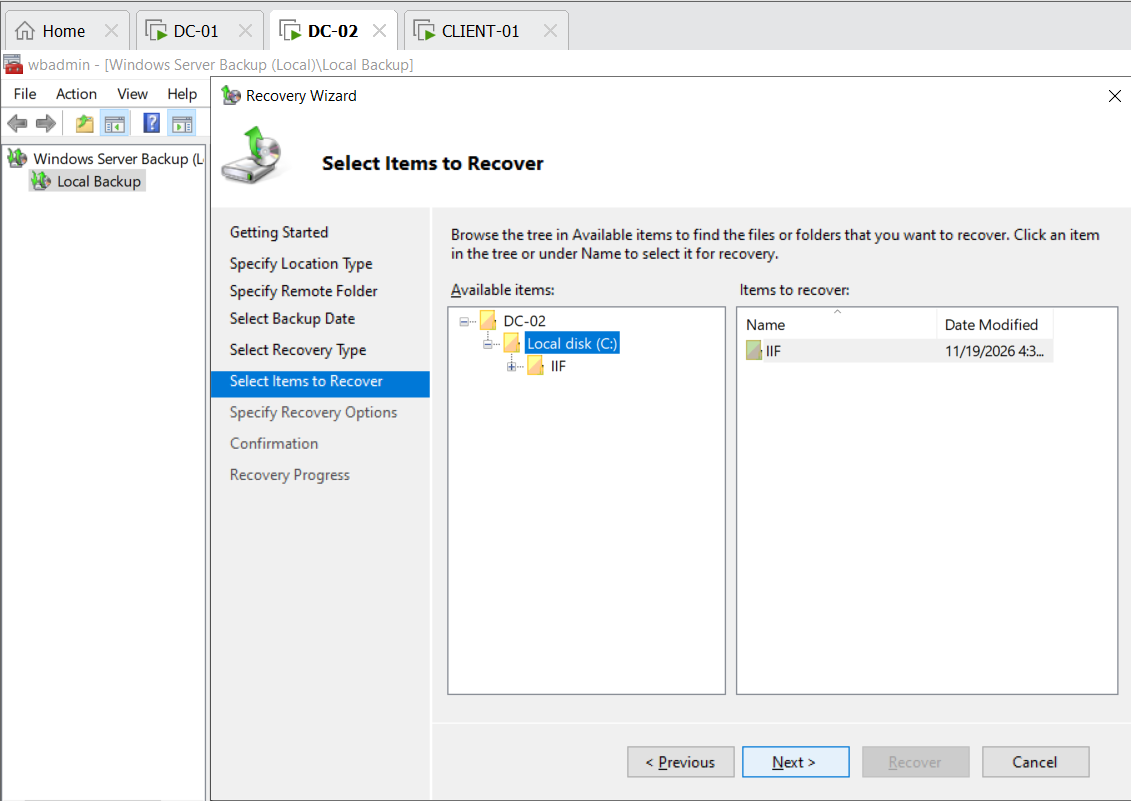 Home
DC-01
DC-02
CLIENT-01
wbadmin - [Windows Server Backup (Local)\Local Backup]
File Action View Help
Recovery Wizard
Windows Server Backup (L
Local Backup
Select Items to Recover
Getting Started
Specify Location Type
Specify Remote Folder
Select Backup Date
Select Recovery Type
Select Items to Recover
Specify Recovery Options
Confirmation
Recovery Progress
Browse the tree in Available items to find the files or folders that you want to recover. Click an item
in the tree or under Name to select it for recovery.
Available items:
DC-02
Local disk (C:)
IIF
Items to recover:
Name Date Modified
IIF 11/19/2026 4:3...
< Previous
Next >
Recover
Cancel